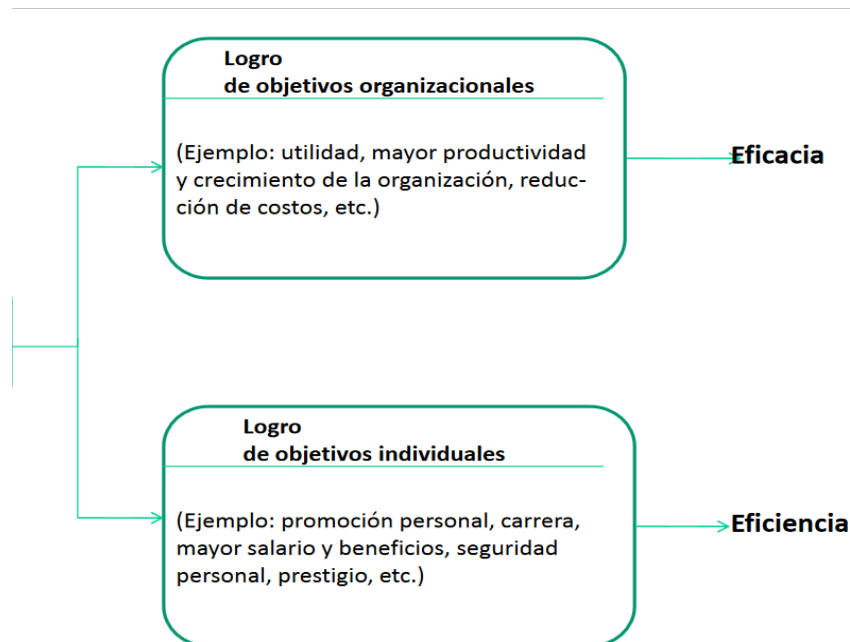 Logro
de objetivos organizacionales
(Ejemplo: utilidad, mayor productividad
y crecimiento de la organización, reduc-
ción de costos, etc.)
Eficacia
Logro
de objetivos individuales
(Ejemplo: promoción personal, carrera,
mayor salario y beneficios, seguridad
personal, prestigio, etc.)
Eficiencia